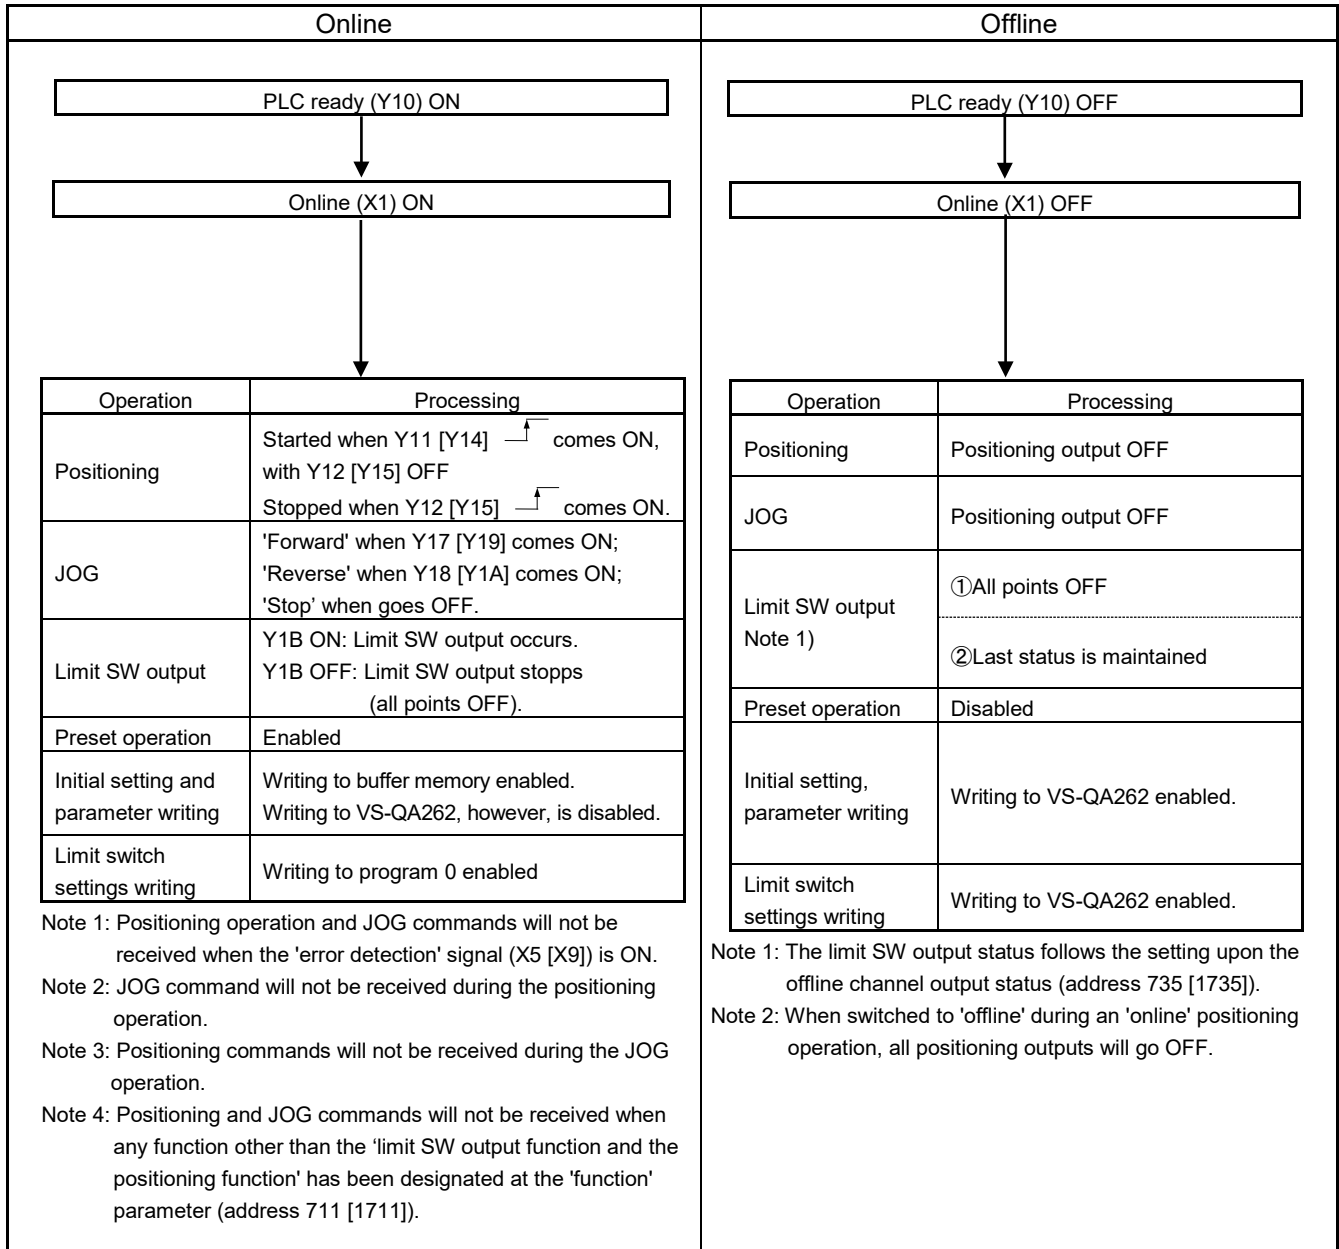 Online
PLC ready (Y10) ON
Online (X1) ON
Operation Processing
Positioning
Started when Y11 [Y14] comes ON,
with Y12 [Y15] OFF
Stopped when Y12 [Y15] comes ON.
JOG
'Forward' when Y17 [Y19] comes ON;
'Reverse' when Y18 [Y1A] comes ON;
'Stop’ when goes OFF.
Limit SW output
Y1B ON: Limit SW output occurs.
Y1B OFF: Limit SW output stopps
(all points OFF).
Preset operation Enabled
Initial setting and
parameter writing
Writing to buffer memory enabled.
Writing to VS-QA262, however, is disabled.
Limit switch
settings writing
Writing to program 0 enabled
Note 1: Positioning operation and JOG commands will not be
received when the 'error detection' signal (X5 [X9]) is ON.
Note 2: JOG command will not be received during the positioning
operation.
Note 3: Positioning commands will not be received during the JOG
operation.
Note 4: Positioning and JOG commands will not be received when
any function other than the ‘limit SW output function and the
positioning function' has been designated at the 'function'
parameter (address 711 [1711]).
Offline
PLC ready (Y10) OFF
Online (X1) OFF
Operation Processing
Positioning Positioning output OFF
JOG Positioning output OFF
Limit SW output
Note 1)
①All points OFF
②Last status is maintained
Preset operation Disabled
Initial setting,
parameter writing
Writing to VS-QA262 enabled.
Limit switch
settings writing
Writing to VS-QA262 enabled.
Note 1: The limit SW output status follows the setting upon the
offline channel output status (address 735 [1735]).
Note 2: When switched to 'offline' during an 'online' positioning
operation, all positioning outputs will go OFF.